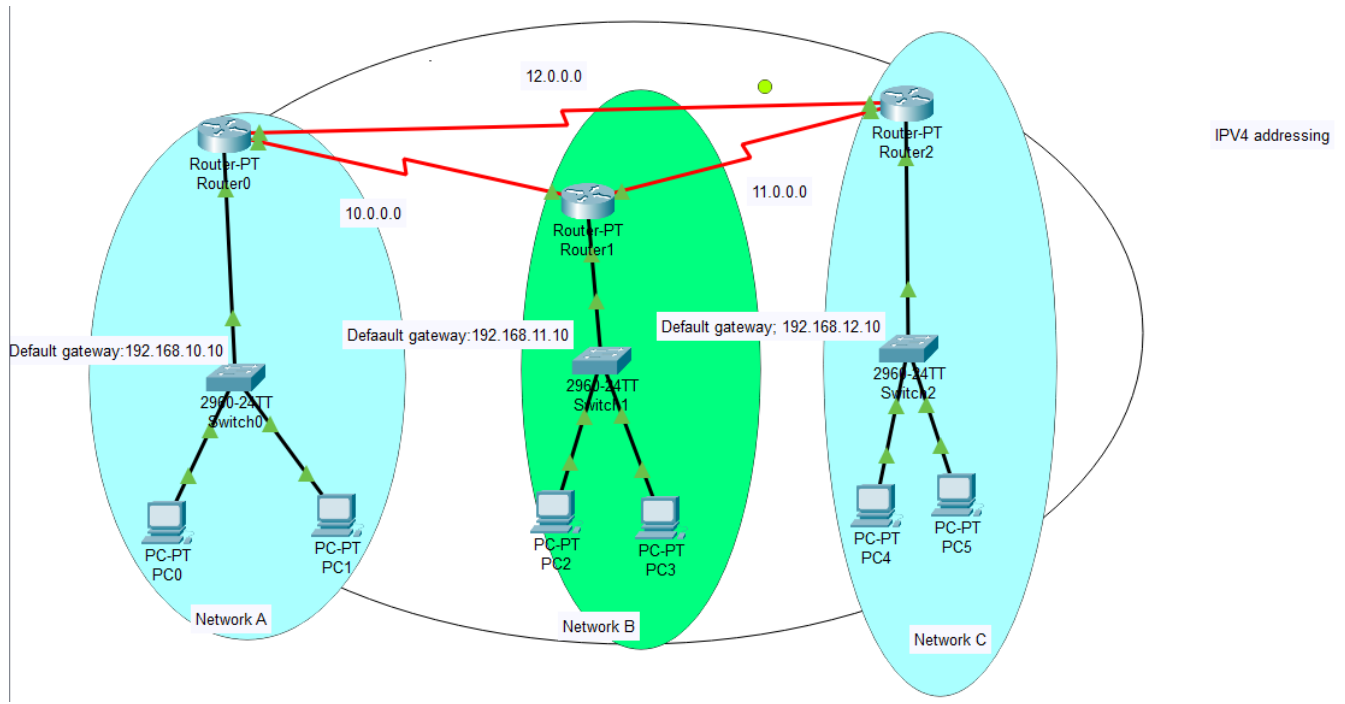 12.0.0.0
IPV4 addressing
Router-PT
Router0
Router-PT
Router2
10.0.0.0
11.0.0.0
Router-PT
Router1
Default gateway:192.168.10.10
Defaault gateway:192.168.11.10
Default gateway; 192.168.12.10
2960-24TT
Switch0
2960-24TT
Switch1
2960-24TT
Switch2
PC-PT
PC0
PC-PT
PC1
PC-PT
PC2
PC-PT
PC3
PC-PT
PC4
PC-PT
PC5
Network A
Network B
Network C